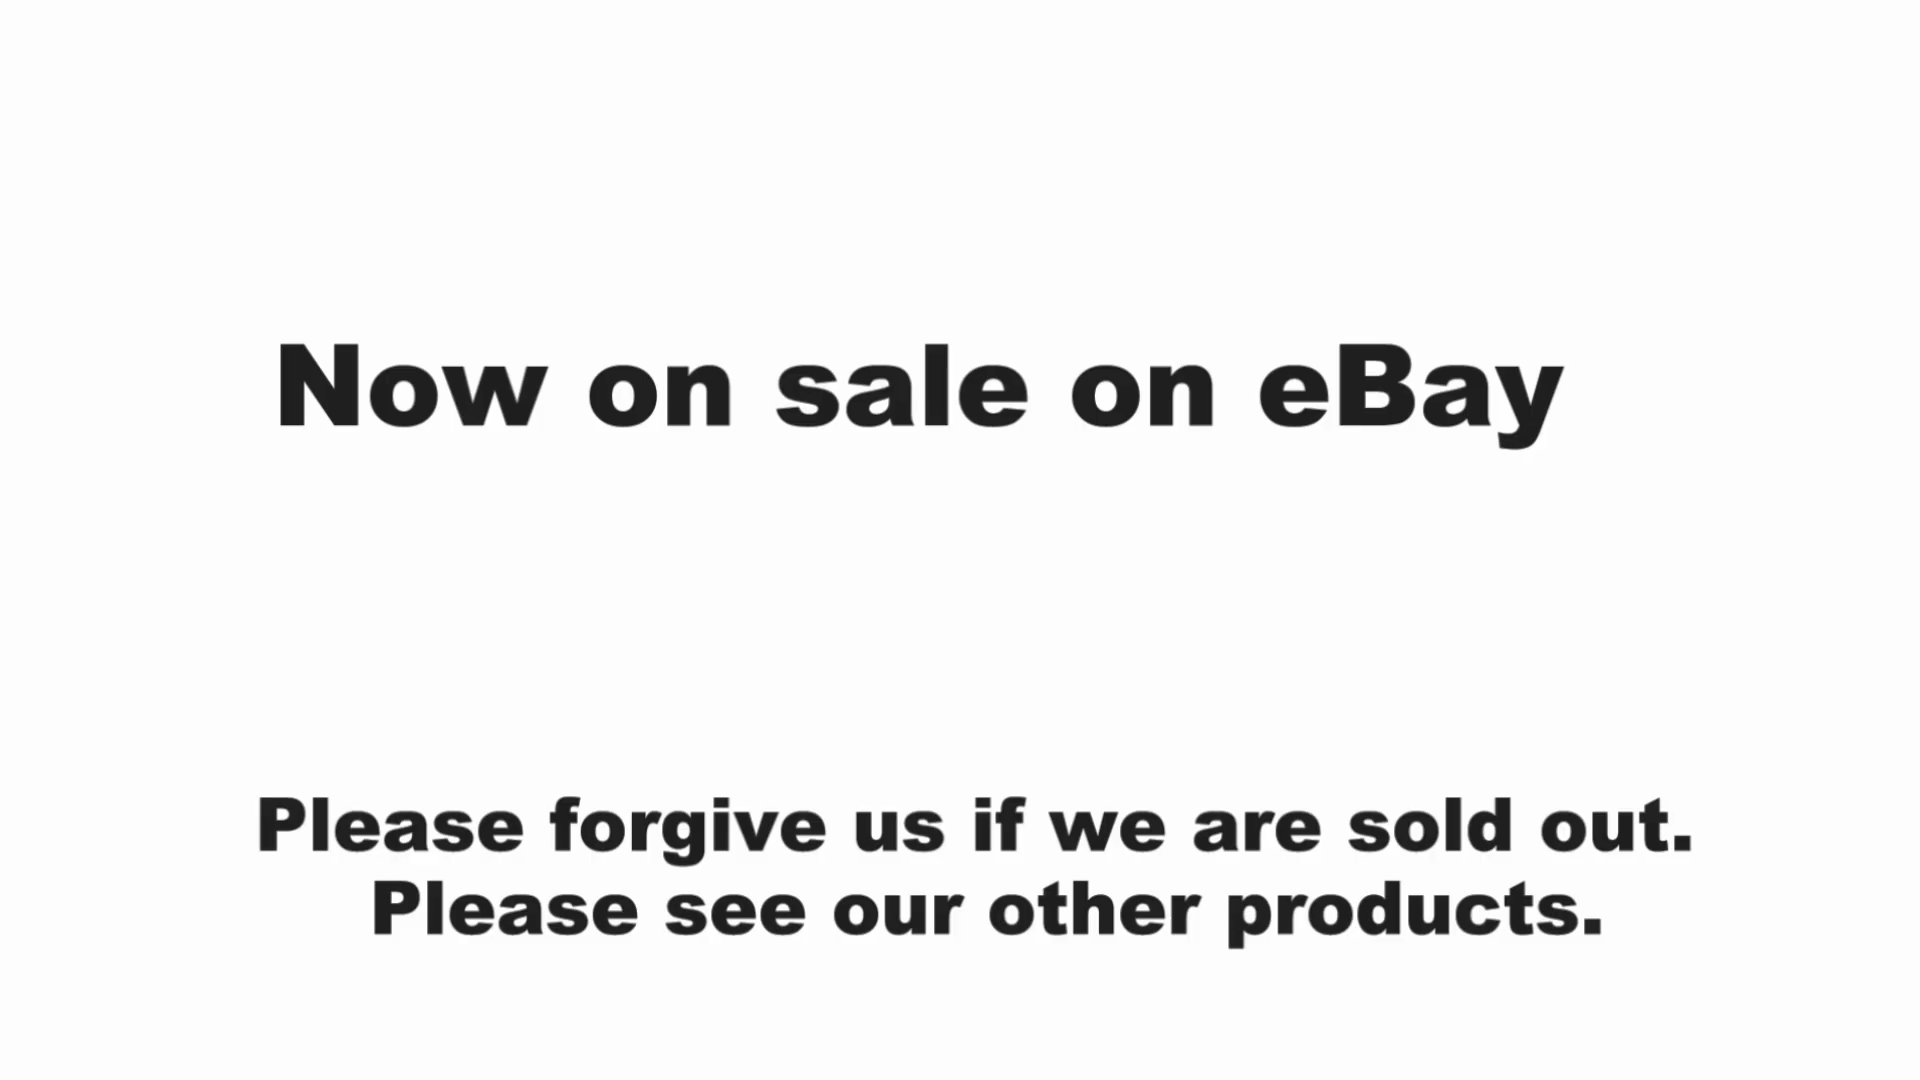 Now on sale on eBay
Please forgive us if we are sold out.
Please see our other products.